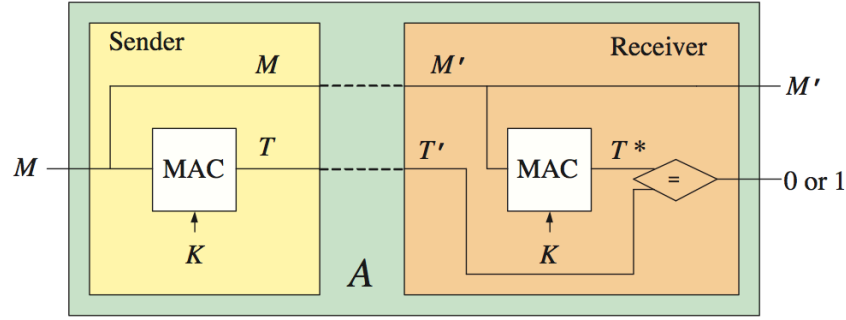 Sender
Receiver
M
M'
M'
M
MAC
T
T'
MAC
T*
=
0 or 1
K
A
K